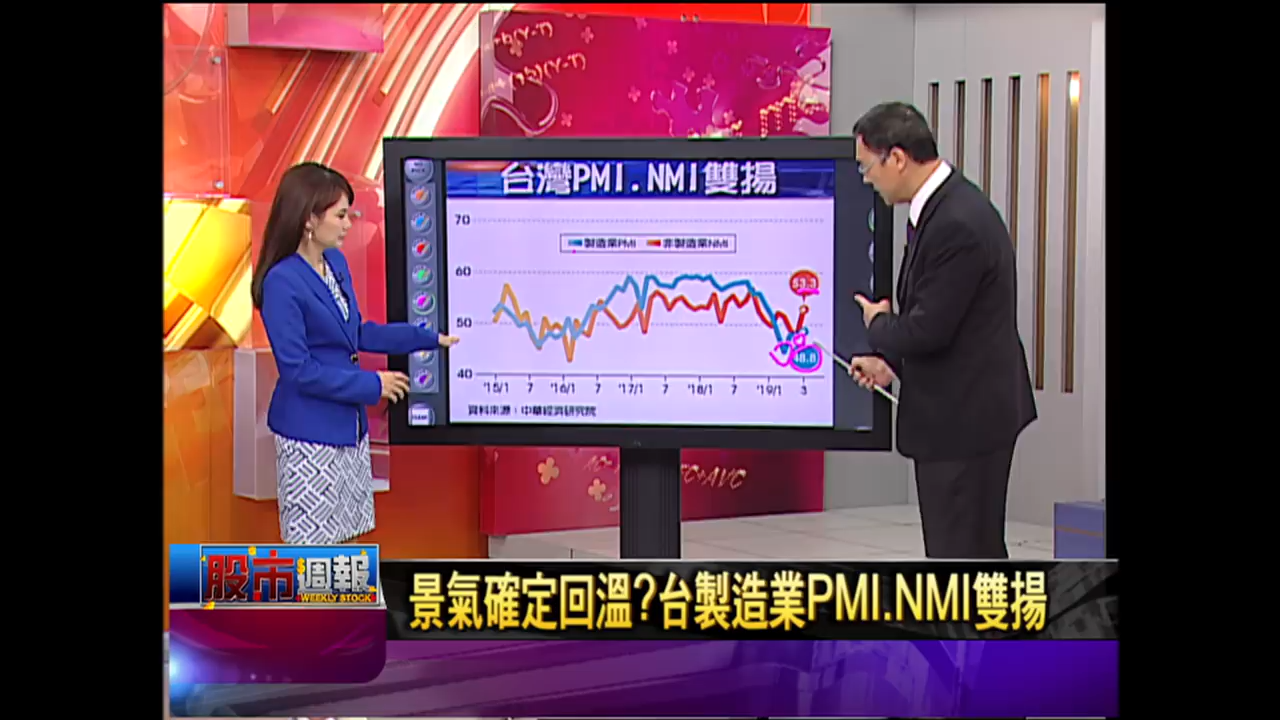 台灣PMI.NMI雙揚
70
製造業PMI 非製造業NMI
60
53.3
50
48.8
40
'15/1 7 '16/1 7 '17/1 7 '18/1 7 '19/1 3
資料來源：中華經濟研究院
股市週報
WEEKLY STOCK
景氣確定回溫?台製造業PMI.NMI雙揚